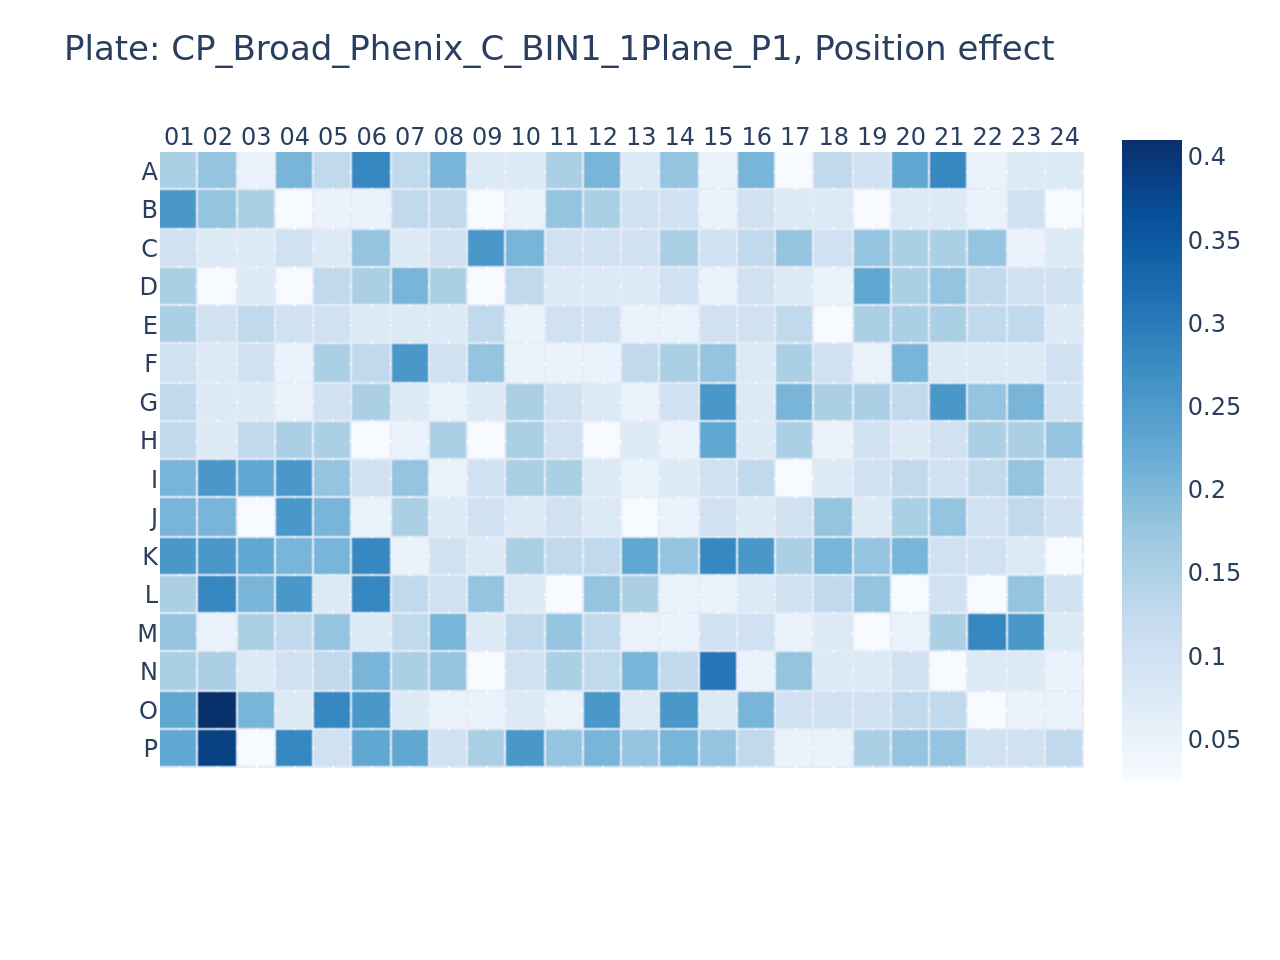 Plate: CP_Broad_Phenix_C_BIN1_1Plane_P1, Position effect
01 02 03 04 05 06 07 08 09 10 11 12 13 14 15 16 17 18 19 20 21 22 23 24
A
B
C
D
E
F
G
H
I
J
K
L
M
N
O
P
0.4
0.35
0.3
0.25
0.2
0.15
0.1
0.05